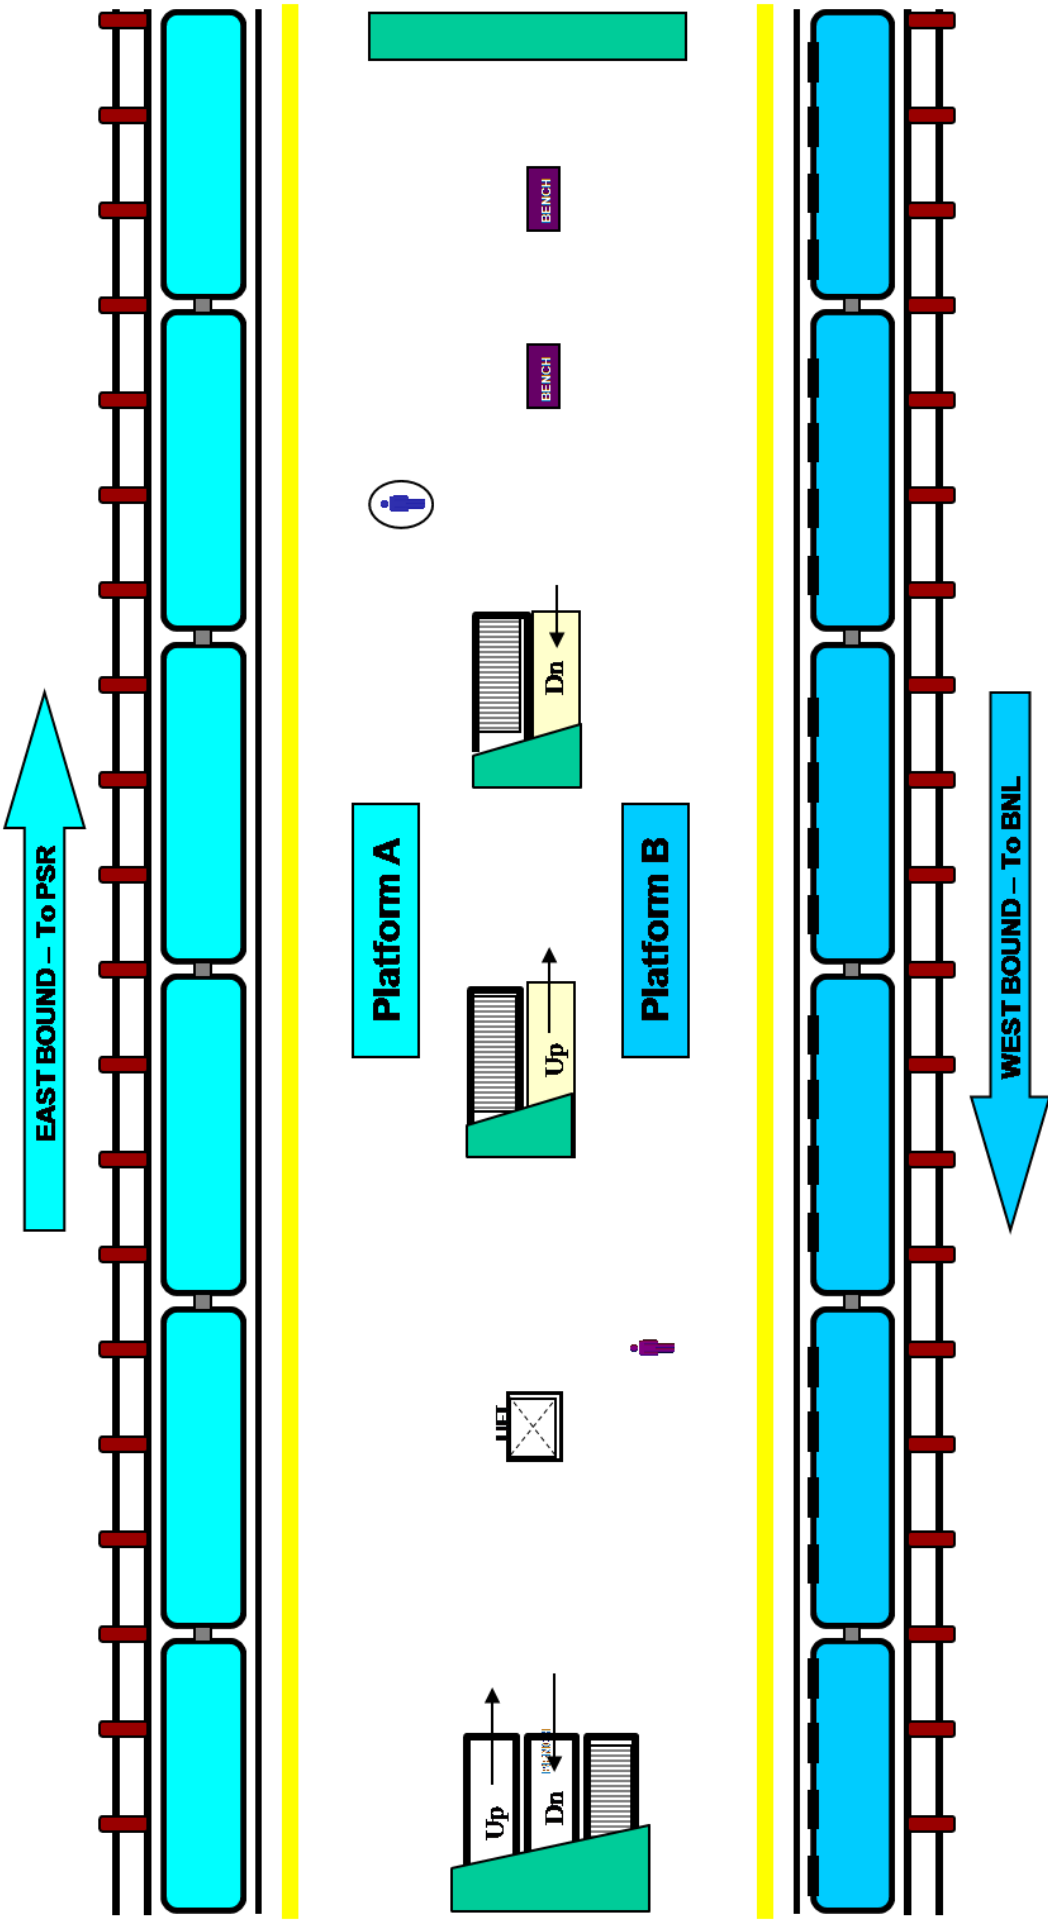 BENCH
BENCH
Dn
EAST BOUND – To PSR
Platform A
Platform B
WEST BOUND – To BNL
Up
LIFT
Up
Dn